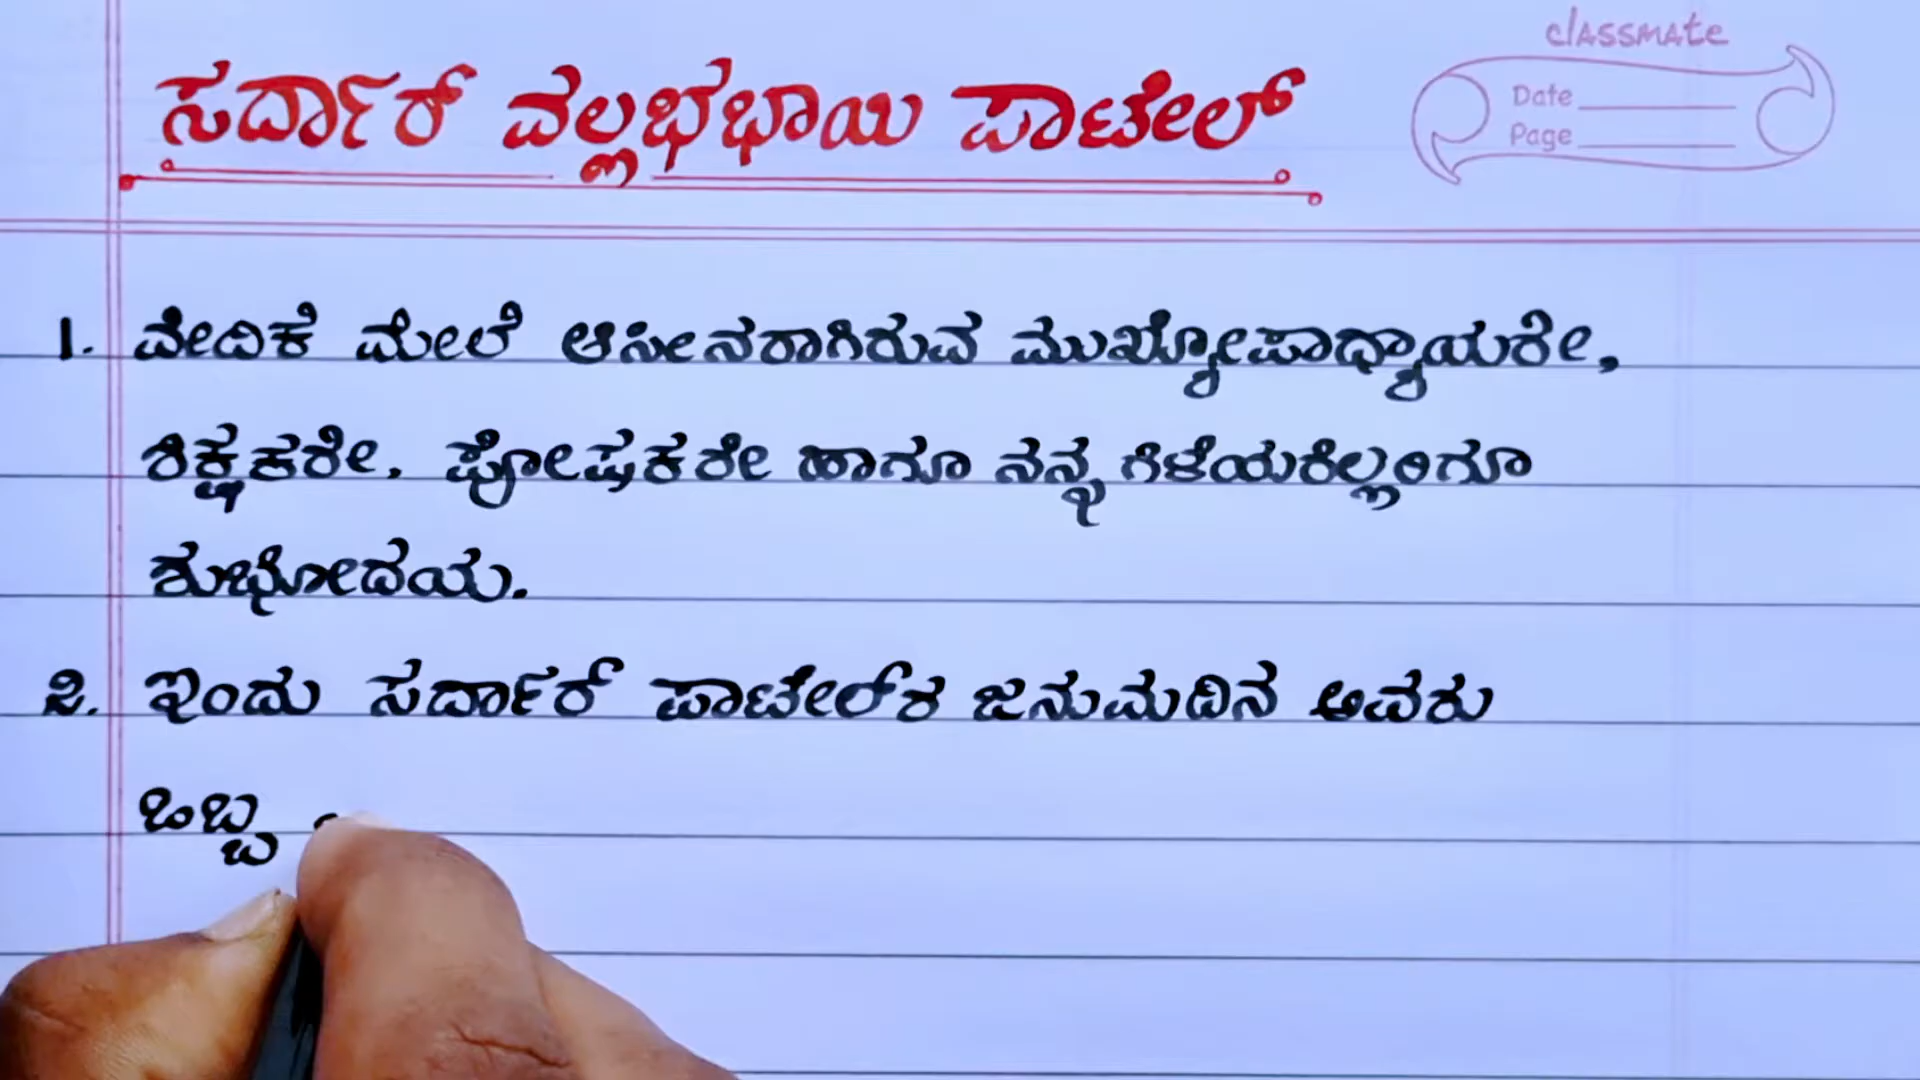 classmate
ಸರ್ದಾರ್ ವಲ್ಲಭಭಾಯಿ ಪಾಟೇಲ್
Date
Page
1. ವೇದಿಕೆ ಮೇಲೆ ಆಸೀನರಾಗಿರುವ ಮುಖ್ಯೋಪಾಧ್ಯಾಯರೇ,
ಶಿಕ್ಷಕರೇ. ಪೋಷಕರೇ ಹಾಗೂ ನನ್ನ ಗೆಳೆಯರೆಲ್ಲರಿಗೂ
ಶುಭೋದಯ.
2. ಇಂದು ಸರ್ದಾರ್ ಪಾಟೇಲ್‌ರ ಜನುಮದಿನ ಅವರು
ಒಬ್ಬ